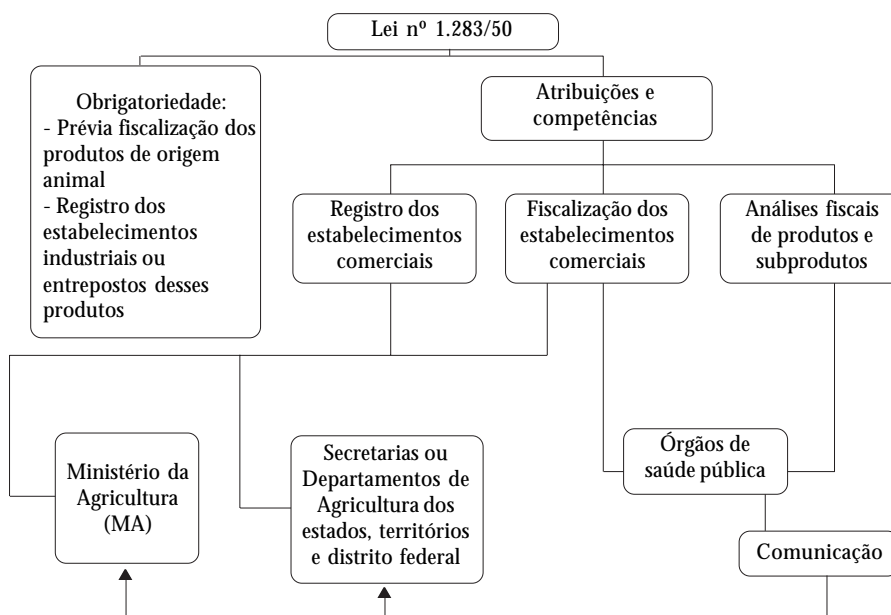 Lei nº 1.283/50
Obrigatoriedade:
- Prévia fiscalização dos
produtos de origem
animal
- Registro dos
estabelecimentos
industriais ou
entrepostos desses
produtos
Atribuições e
competências
Registro dos
estabelecimentos
comerciais
Fiscalização dos
estabelecimentos
comerciais
Análises fiscais
de produtos e
subprodutos
Ministério da
Agricultura
(MA)
Secretarias ou
Departamentos de
Agricultura dos
estados, territórios
e distrito federal
Órgãos de
saúde pública
Comunicação